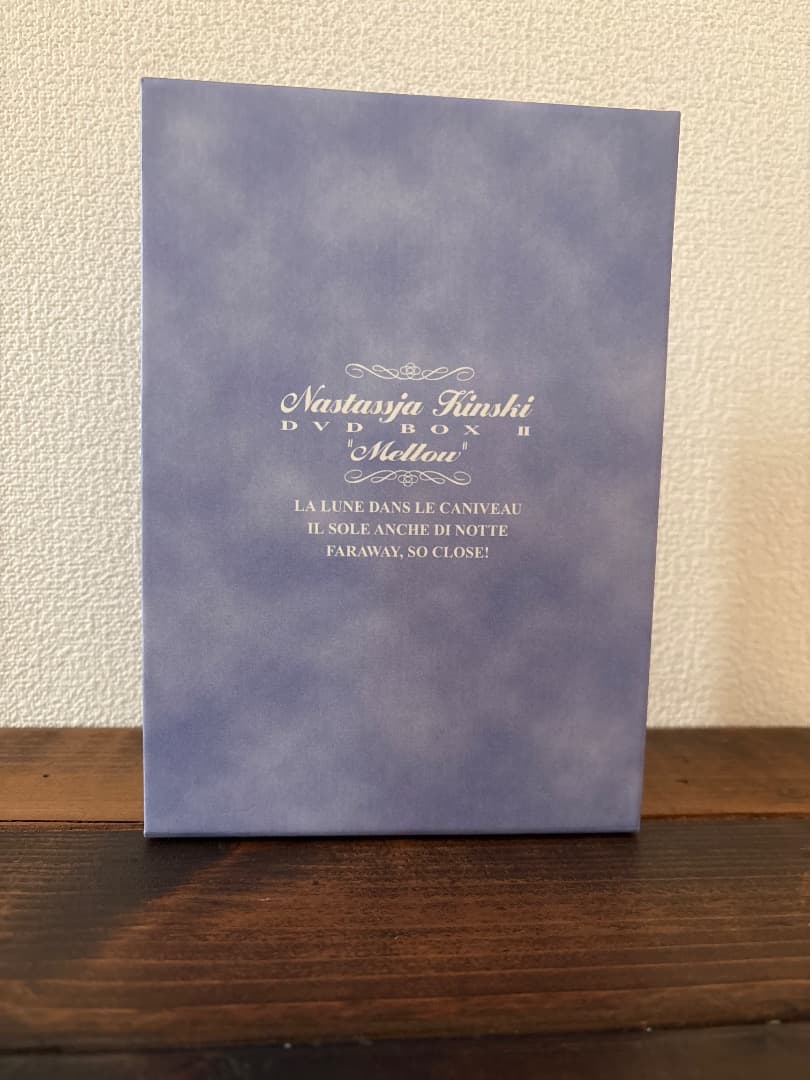 Nastassja Kinski
DVD BOX II
"Mellow"
LA LUNE DANS LE CANIVEAU
IL SOLE ANCHE DI NOTTE
FARAWAY, SO CLOSE!